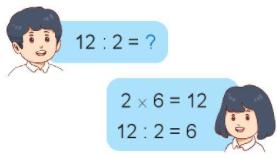 12 : 2 = ?
2 × 6 = 12
12 : 2 = 6